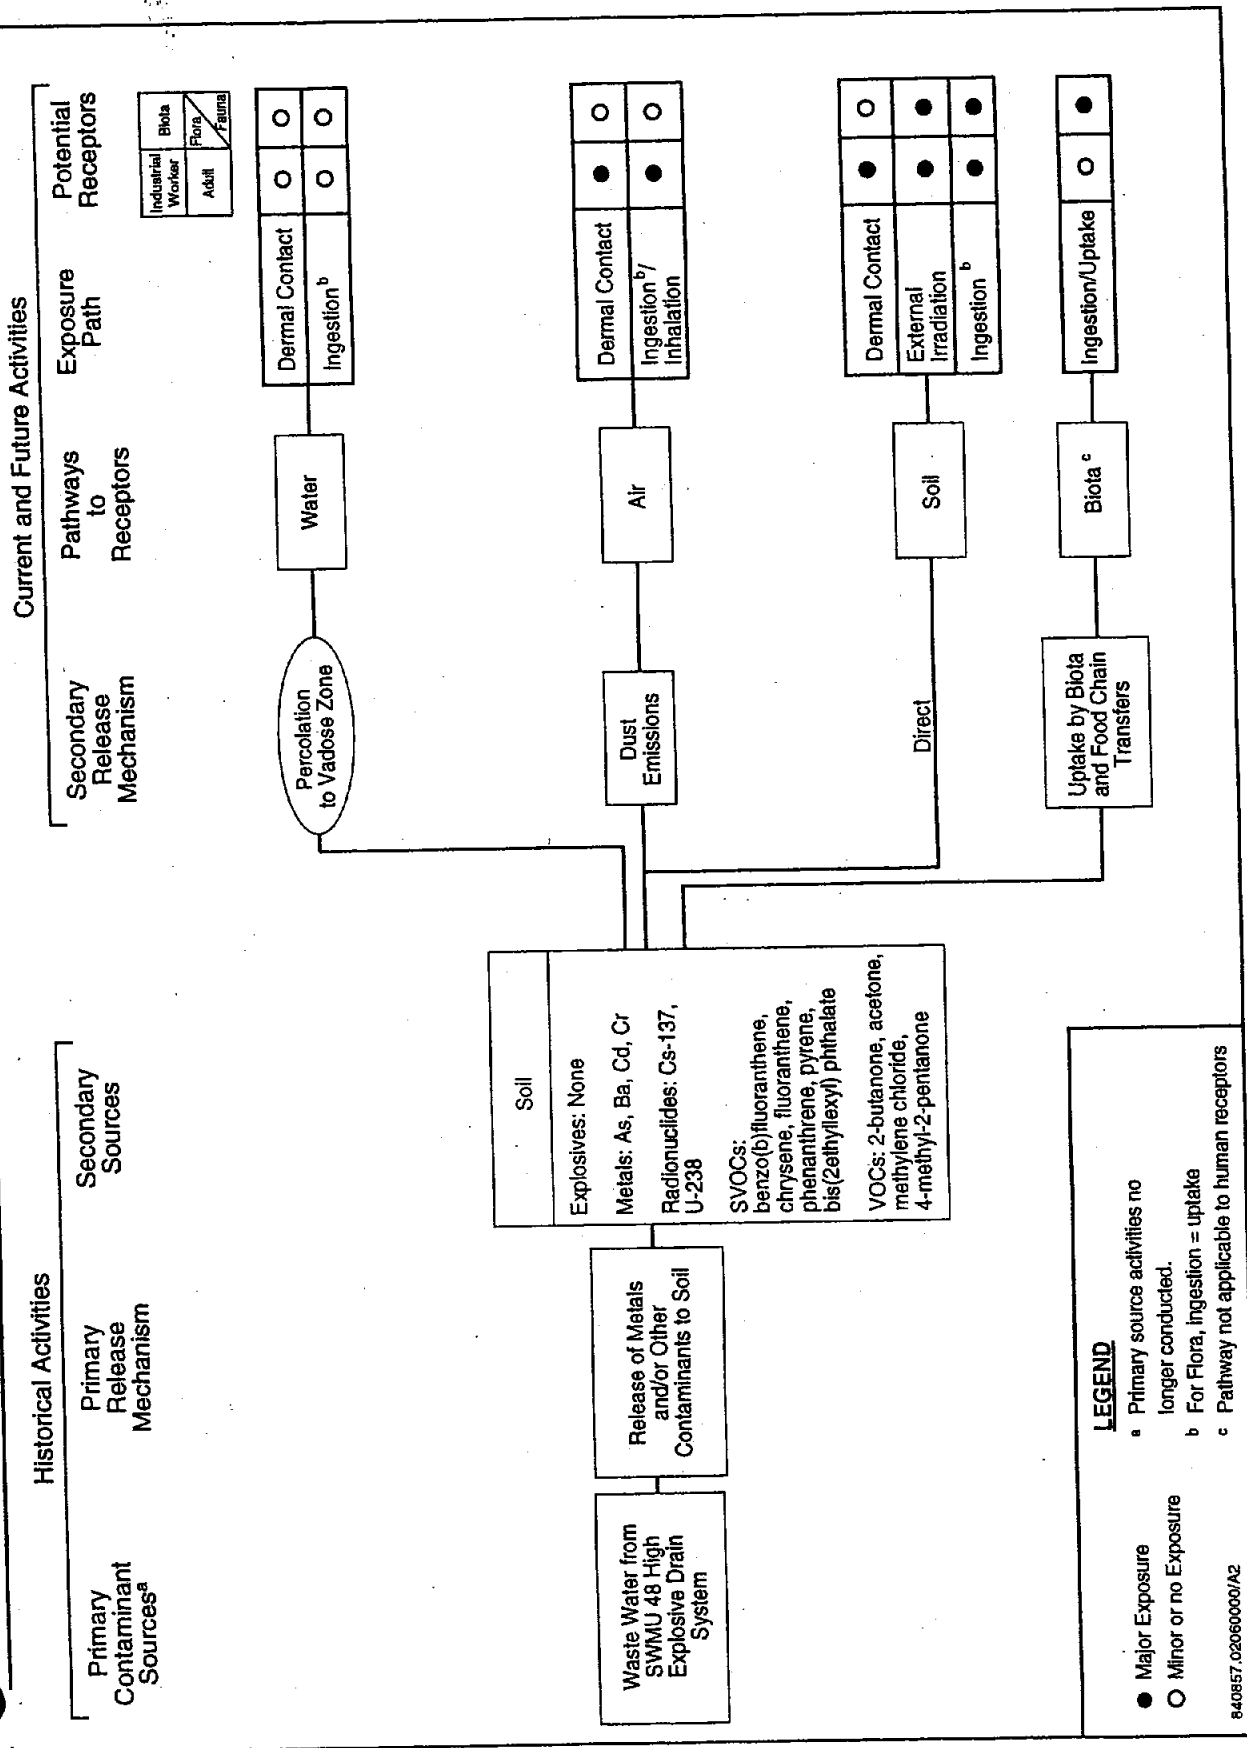 Historical Activities
Current and Future Activities
Primary
Contaminant
Sourcesᵃ
Primary
Release
Mechanism
Secondary
Sources
Secondary
Release
Mechanism
Pathways
to
Receptors
Exposure
Path
Potential
Receptors
Industrial
Worker
Biota
Adult
Flora
Fauna
Waste Water from
SWMU 48 High
Explosive Drain
System
Release of Metals
and/or Other
Contaminants to Soil
Soil
Explosives: None
Metals: As, Ba, Cd, Cr
Radionuclides: Cs-137,
U-238
SVOCs:
benzo(b)fluoranthene,
chrysene, fluoranthene,
phenanthrene, pyrene,
bis(2ethyllexyl) phthalate
VOCs: 2-butanone, acetone,
methylene chloride,
4-methyl-2-pentanone
Percolation
to Vadose Zone
Water
Dermal Contact
Ingestionᵇ
Dust
Emissions
Air
Dermal Contact
Ingestionᵇ/
Inhalation
Direct
Soil
Dermal Contact
External
Irradiation
Ingestion ᵇ
Uptake by Biota
and Food Chain
Transfers
Biota ᶜ
Ingestion/Uptake
LEGEND
● Major Exposure
○ Minor or no Exposure
a Primary source activities no
longer conducted.
b For Flora, ingestion = uptake
c Pathway not applicable to human receptors
840857.02060000/A2